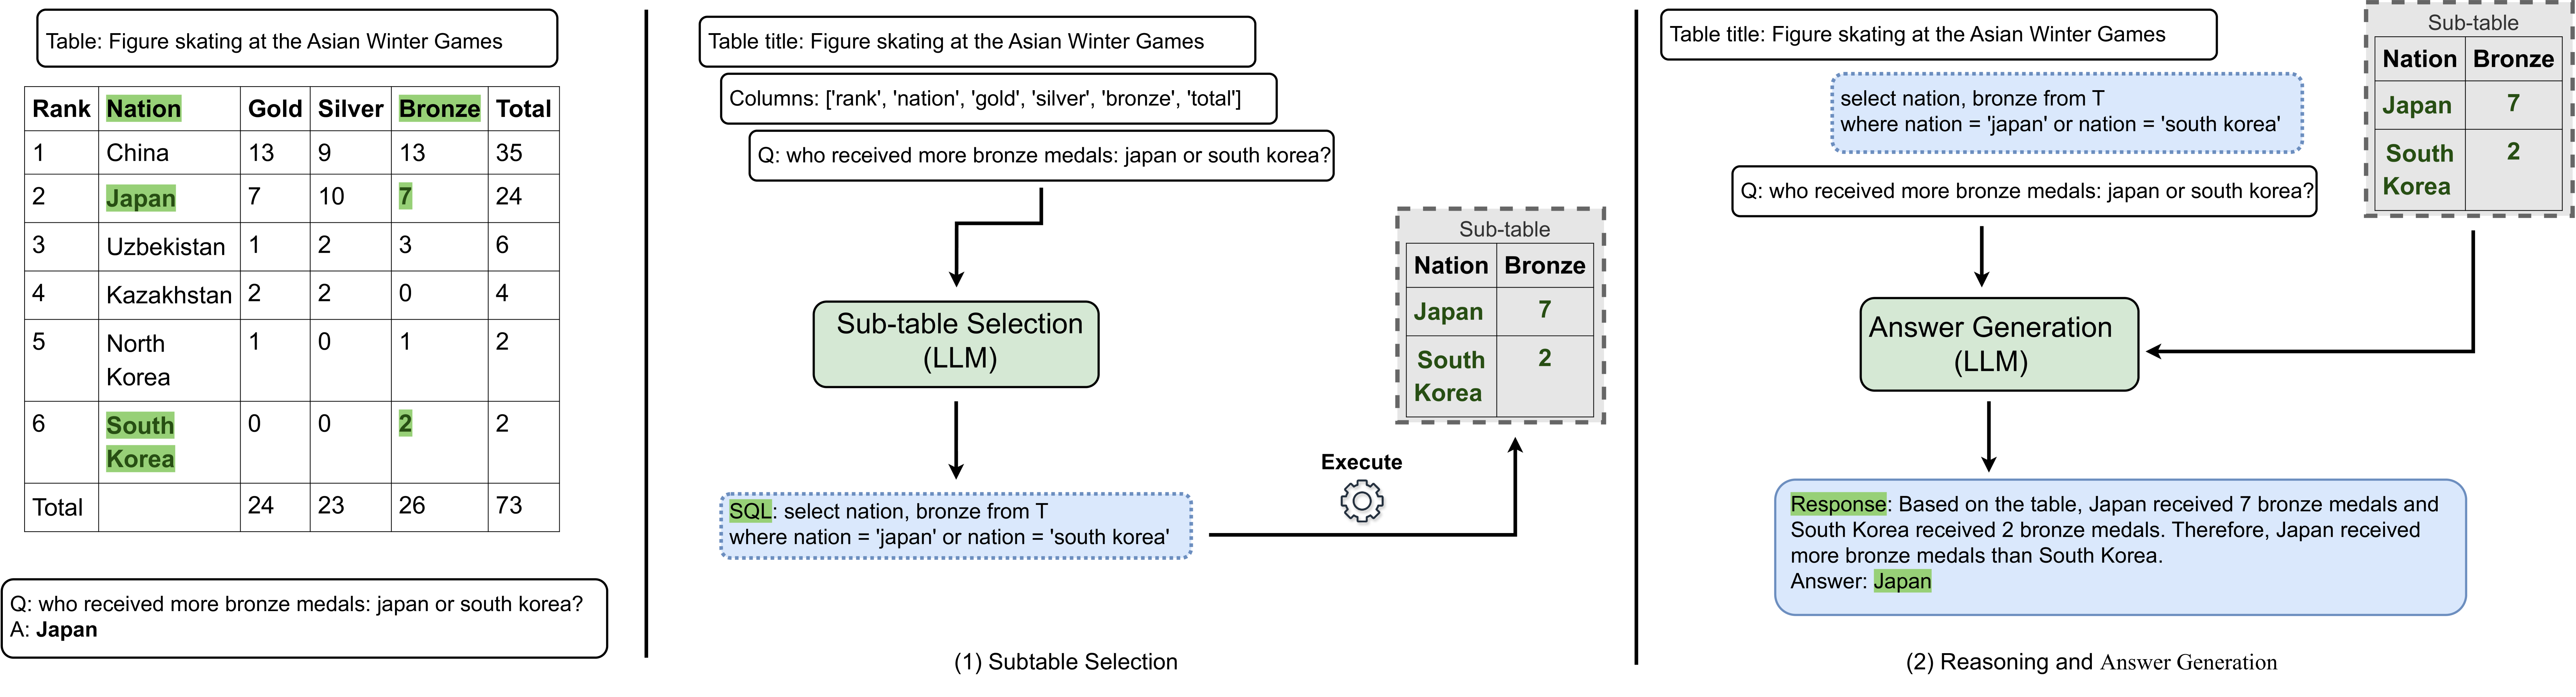 Table: Figure skating at the Asian Winter Games
Rank Nation Gold Silver Bronze Total
1 China 13 9 13 35
2 Japan 7 10 7 24
3 Uzbekistan 1 2 3 6
4 Kazakhstan 2 2 0 4
5 North 1 0 1 2
Korea
6 South 0 0 2 2
Korea
Total 24 23 26 73
Q: who received more bronze medals: japan or south korea?
A: Japan
Table title: Figure skating at the Asian Winter Games
Columns: ['rank', 'nation', 'gold', 'silver', 'bronze', 'total']
Q: who received more bronze medals: japan or south korea?
Sub-table Selection
(LLM)
SQL: select nation, bronze from T
where nation = 'japan' or nation = 'south korea'
Execute
Sub-table
Nation Bronze
Japan 7
South 2
Korea
(1) Subtable Selection
Table title: Figure skating at the Asian Winter Games
select nation, bronze from T
where nation = 'japan' or nation = 'south korea'
Q: who received more bronze medals: japan or south korea?
Sub-table
Nation Bronze
Japan 7
South 2
Korea
Answer Generation
(LLM)
Response: Based on the table, Japan received 7 bronze medals and
South Korea received 2 bronze medals. Therefore, Japan received
more bronze medals than South Korea.
Answer: Japan
(2) Reasoning and Answer Generation